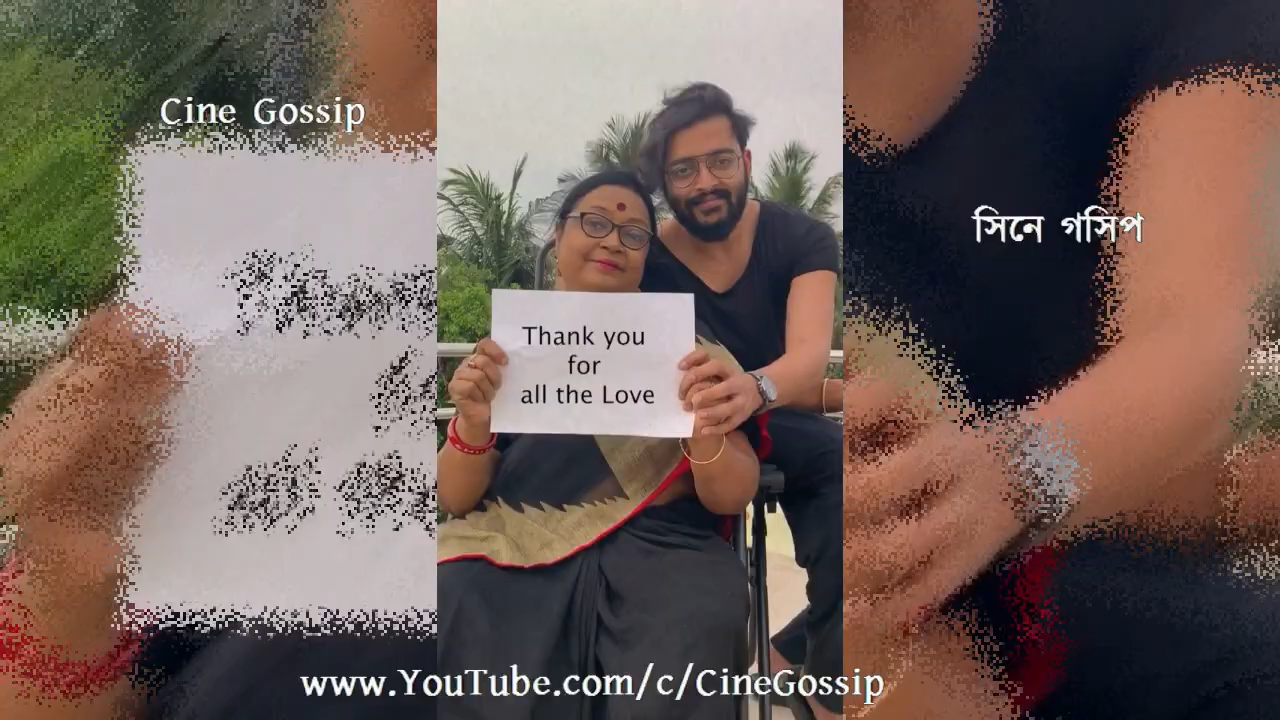 Cine Gossip
সিনে গসিপ
Thank you
for
all the Love
www.YouTube.com/c/CineGossip